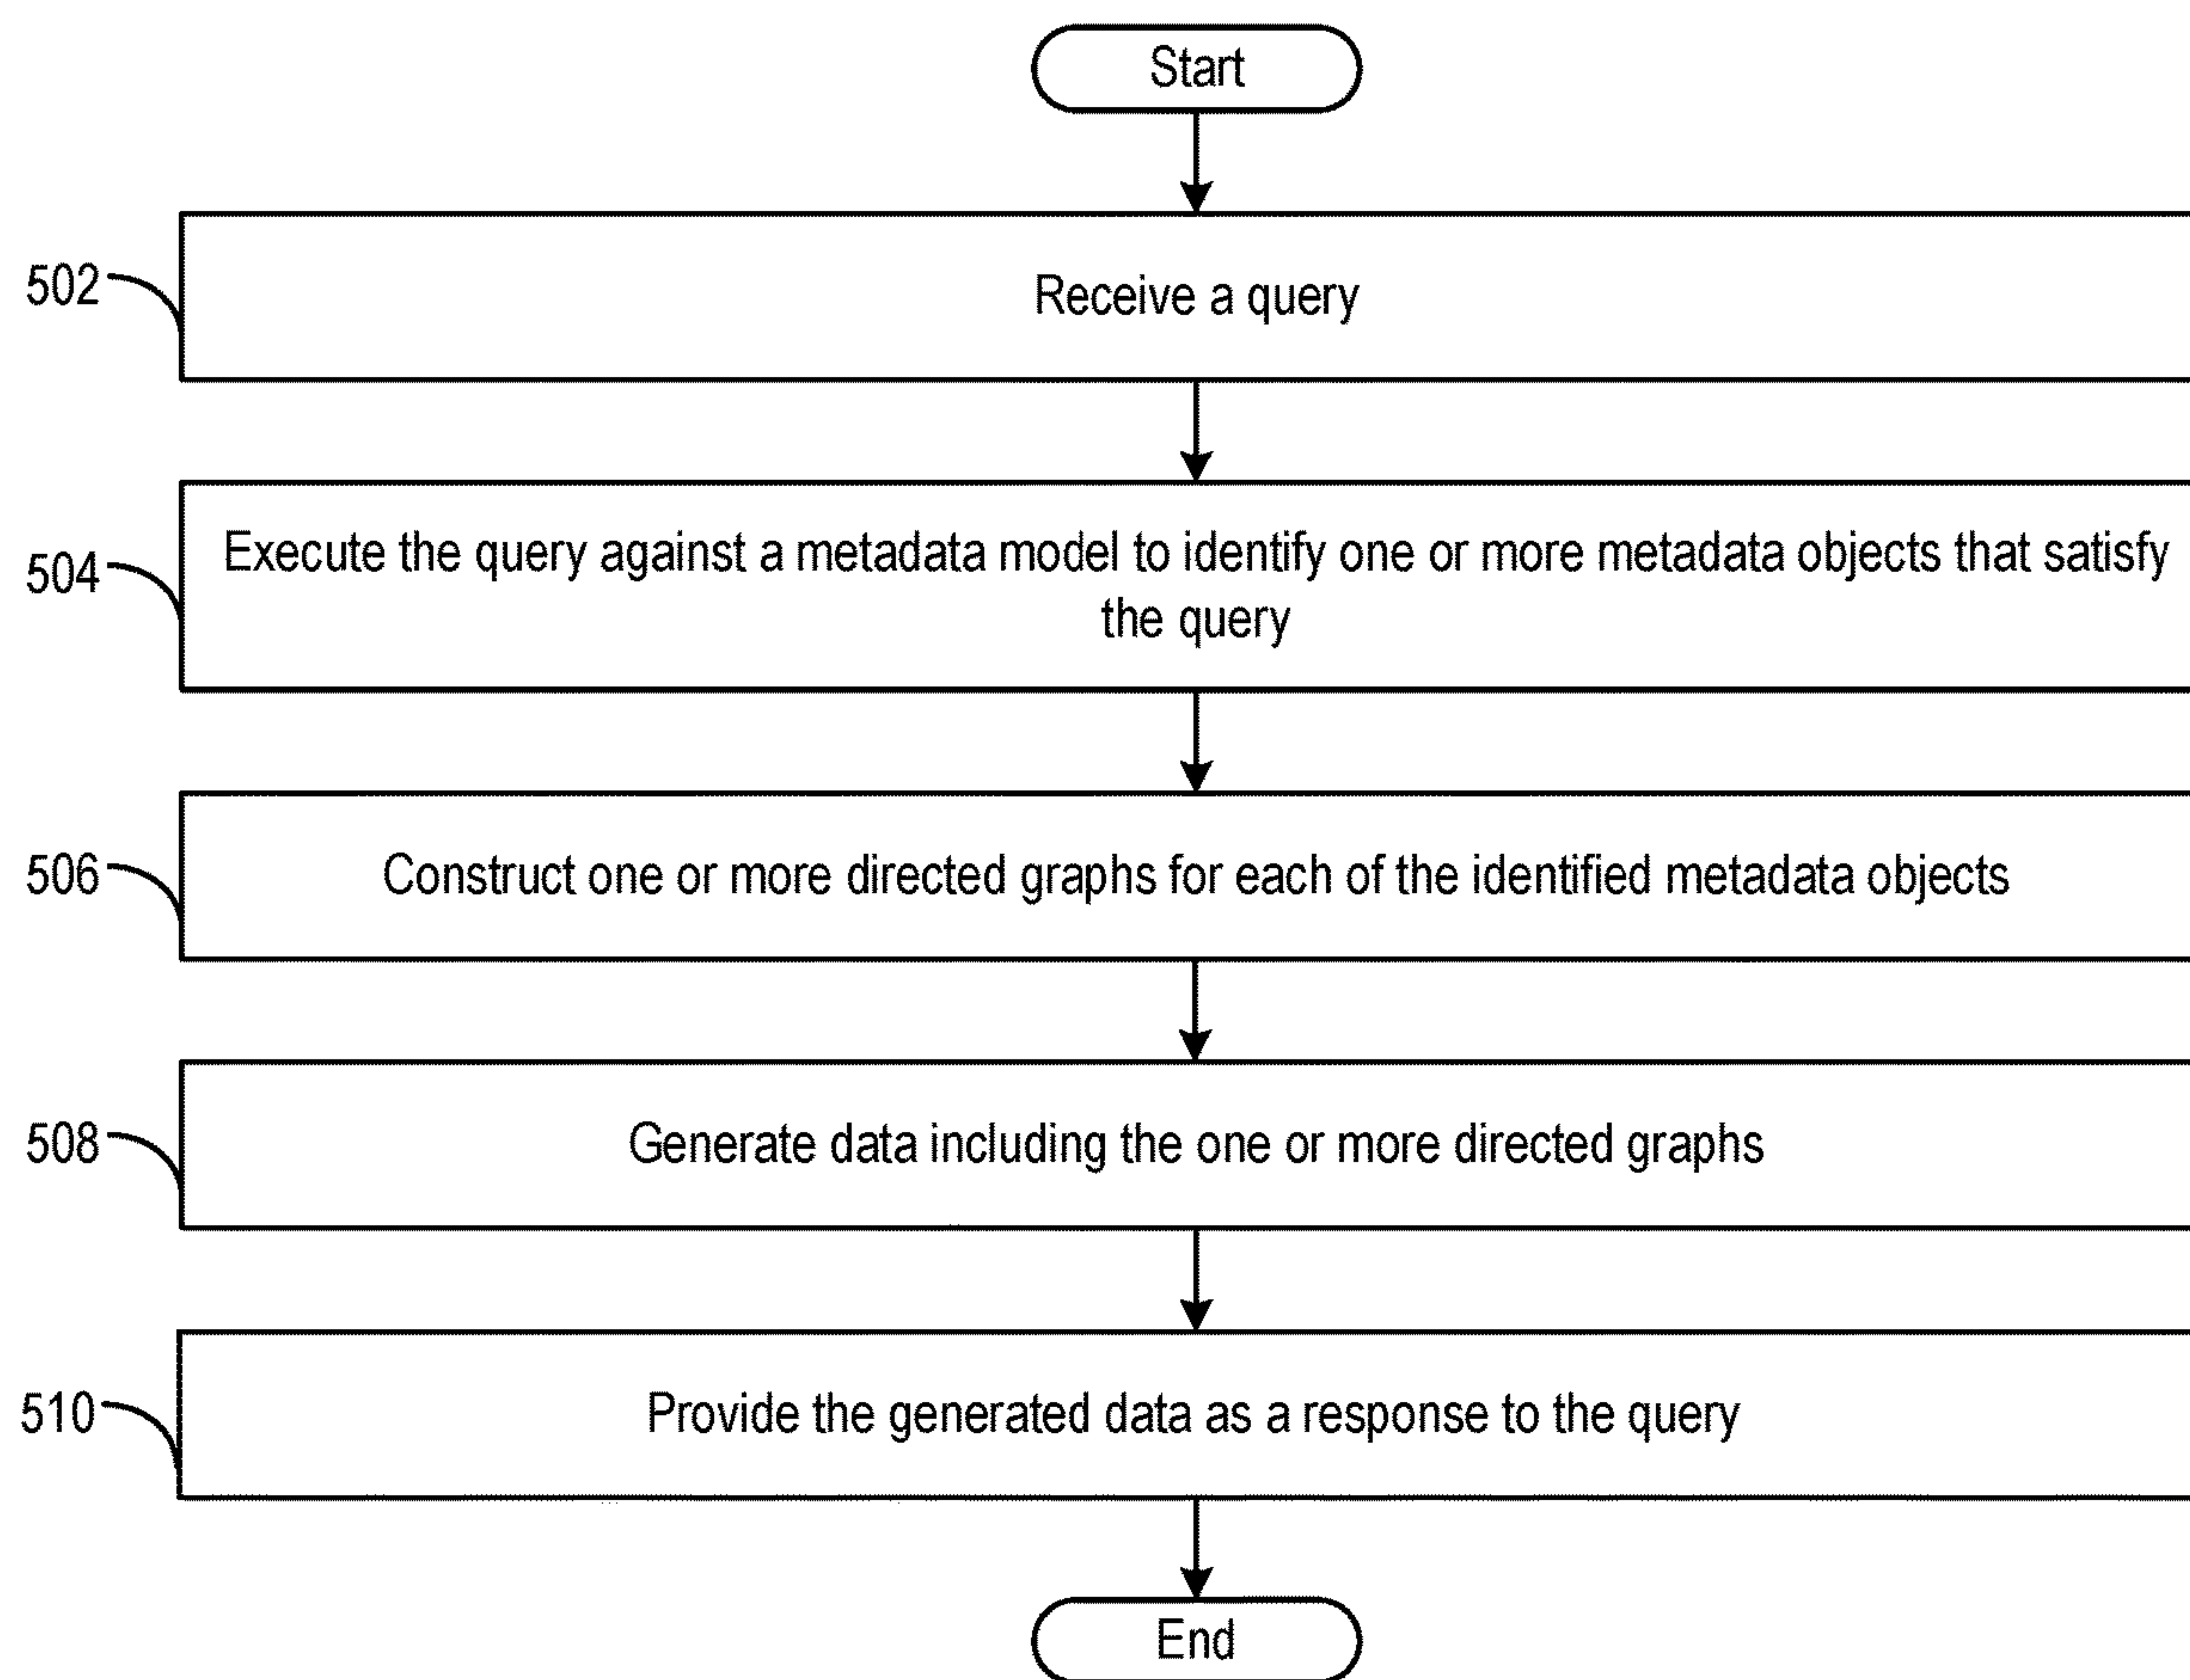 Start
502
Receive a query
504
Execute the query against a metadata model to identify one or more metadata objects that satisfy
the query
506
Construct one or more directed graphs for each of the identified metadata objects
508
Generate data including the one or more directed graphs
510
Provide the generated data as a response to the query
End